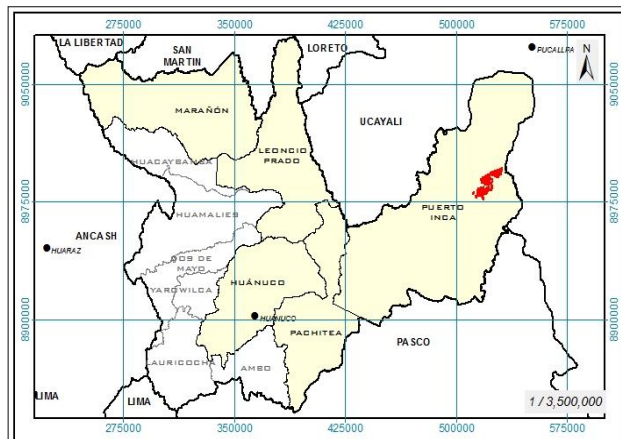 275000 350000 425000 500000 575000
LA LIBERTAD
SAN
MARTIN
LORETO
PUCALLPA
N
9050000
9050000
MARAÑÓN
UCAYALI
LEONCIO
PRADO
HUACAYBAMBA
8975000
8975000
HUAMALIES
PUERTO
INCA
ANCASH
HUARAZ
DOS DE
MAYO
YAROWILCA
HUÁNUCO
HUANUCO
8900000
8900000
PACHITEA
PASCO
LAURICOCHA
AMBO
LIMA
LIMA
1 / 3,500,000
275000 350000 425000 500000 575000